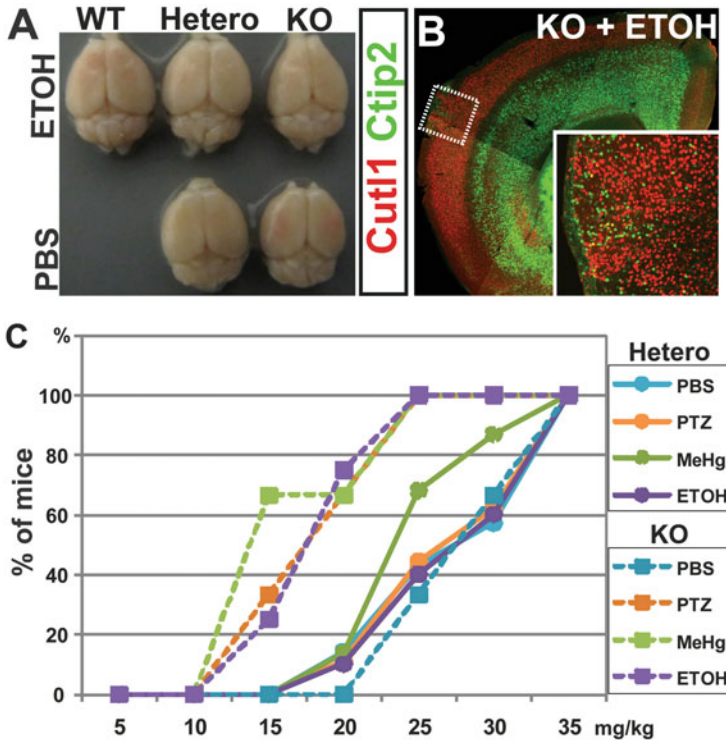 A
WT Hetero KO
ETOH
PBS
Cutl1 Ctip2
B
KO + ETOH
C
%
100
80
60
40
20
0
% of mice
5 10 15 20 25 30 35 mg/kg
Hetero
PBS
PTZ
MeHg
ETOH
KO
PBS
PTZ
MeHg
ETOH